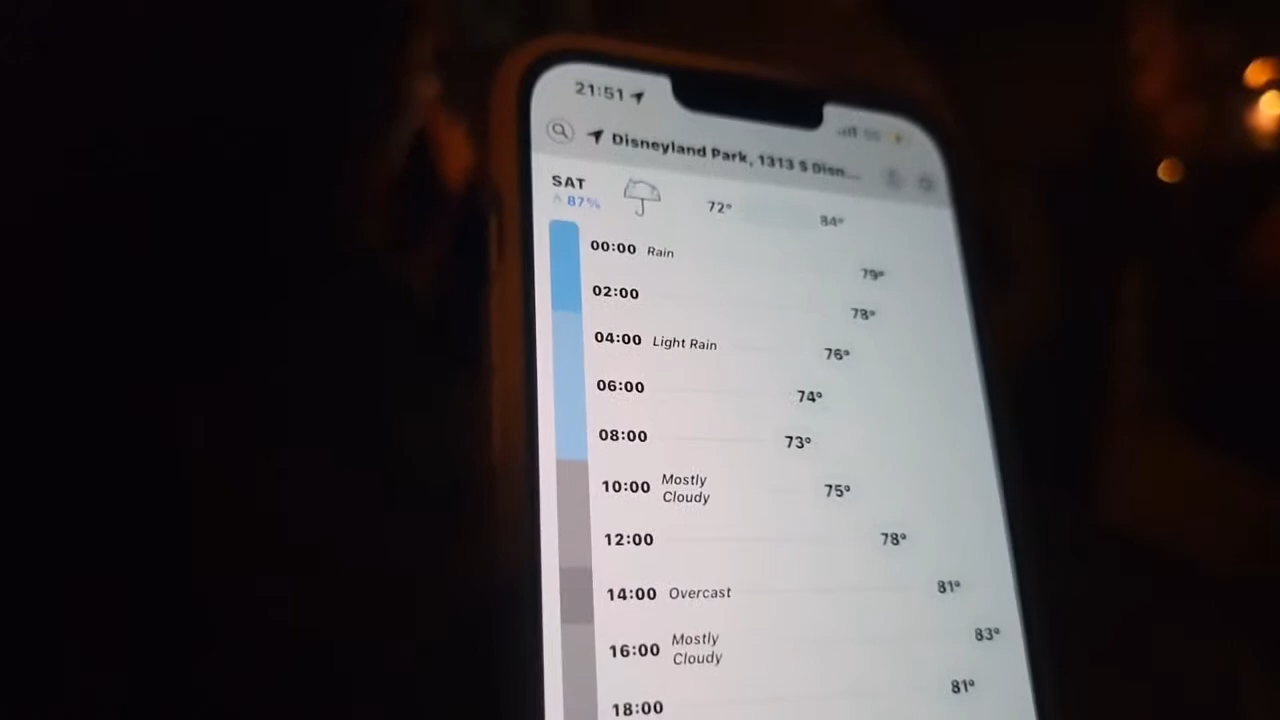 21:51
Disneyland Park, 1313 S Disn...
SAT
87%
72° 84°
00:00 Rain 79°
02:00 78°
04:00 Light Rain 76°
06:00 74°
08:00 73°
10:00 Mostly Cloudy 75°
12:00 78°
14:00 Overcast 81°
16:00 Mostly Cloudy 83°
18:00 81°